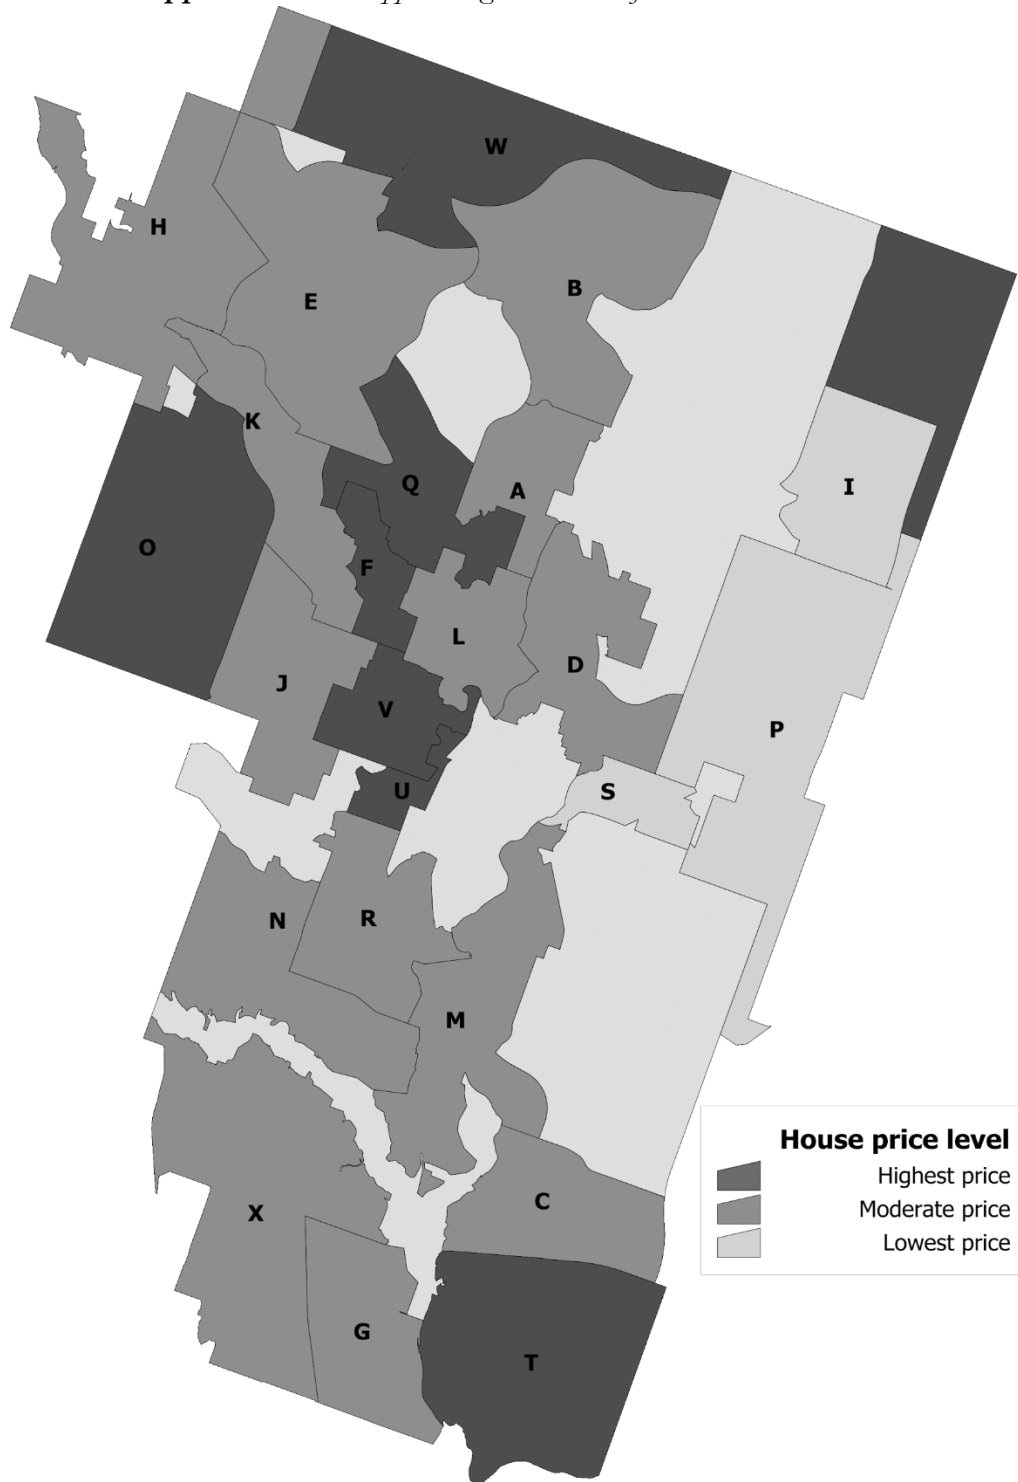 W
H
B
E
K
Q
A
I
O
F
L
D
J
V
P
U
S
N
R
M
X
C
G
T
House price level
Highest price
Moderate price
Lowest price